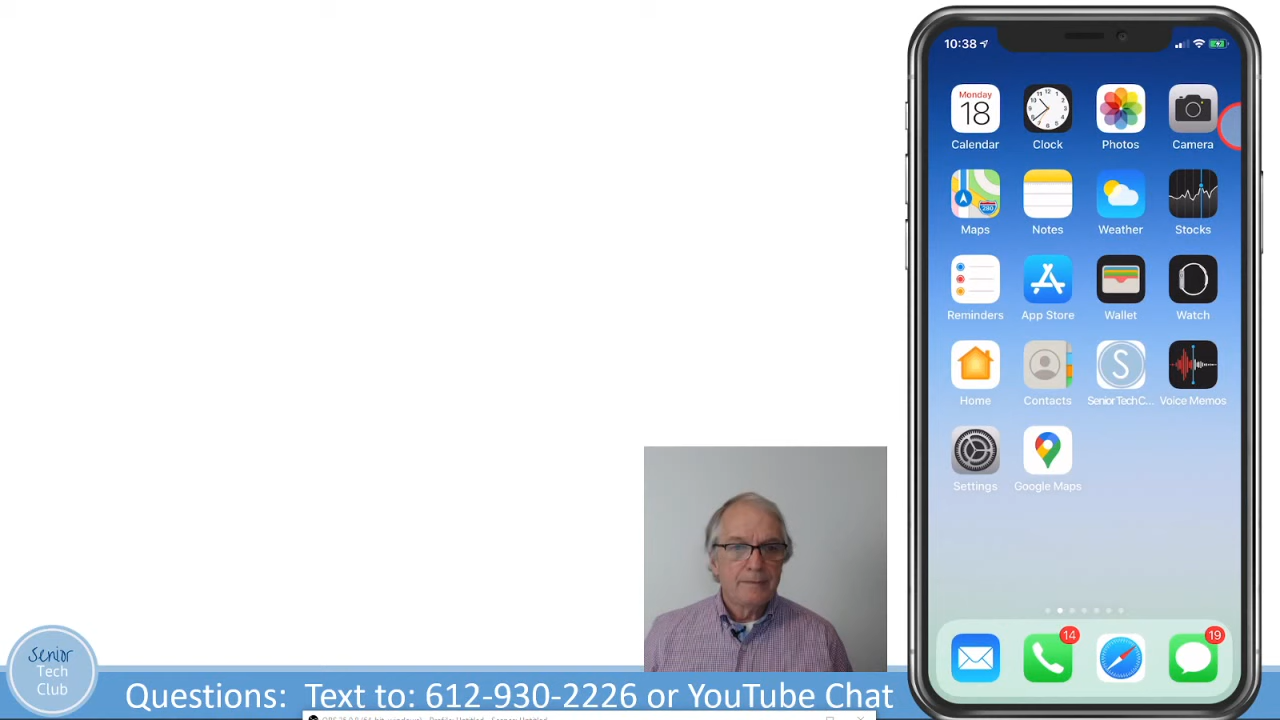 10:38
Monday
18
Calendar
Clock
Photos
Camera
280
Maps
Notes
Weather
Stocks
Reminders
App Store
Wallet
Watch
S
Home
Contacts
Senior Tech C...
Voice Memos
Settings
Google Maps
14
19
Senior
Tech
Club
Questions: Text to: 612-930-2226 or YouTube Chat